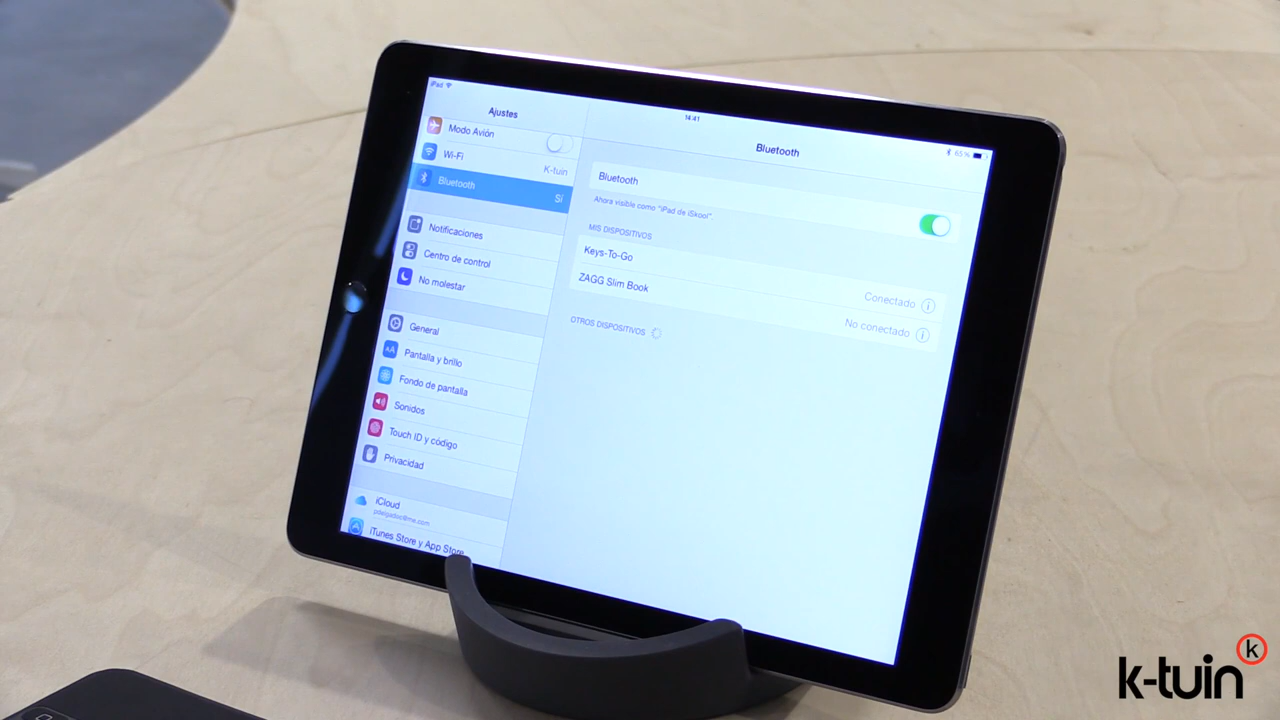 iPad
14:41
65 %
Ajustes
Bluetooth
Modo Avión
Wi-Fi
K-tuin
Bluetooth
Sí
Notificaciones
Centro de control
No molestar
General
Pantalla y brillo
Fondo de pantalla
Sonidos
Touch ID y código
Privacidad
iCloud
iTunes Store y App Store
Bluetooth
Ahora visible como "iPad de iSkool".
MIS DISPOSITIVOS
Keys-To-Go
Conectado
ZAGG Slim Book
No conectado
OTROS DISPOSITIVOS
k-tuin
k